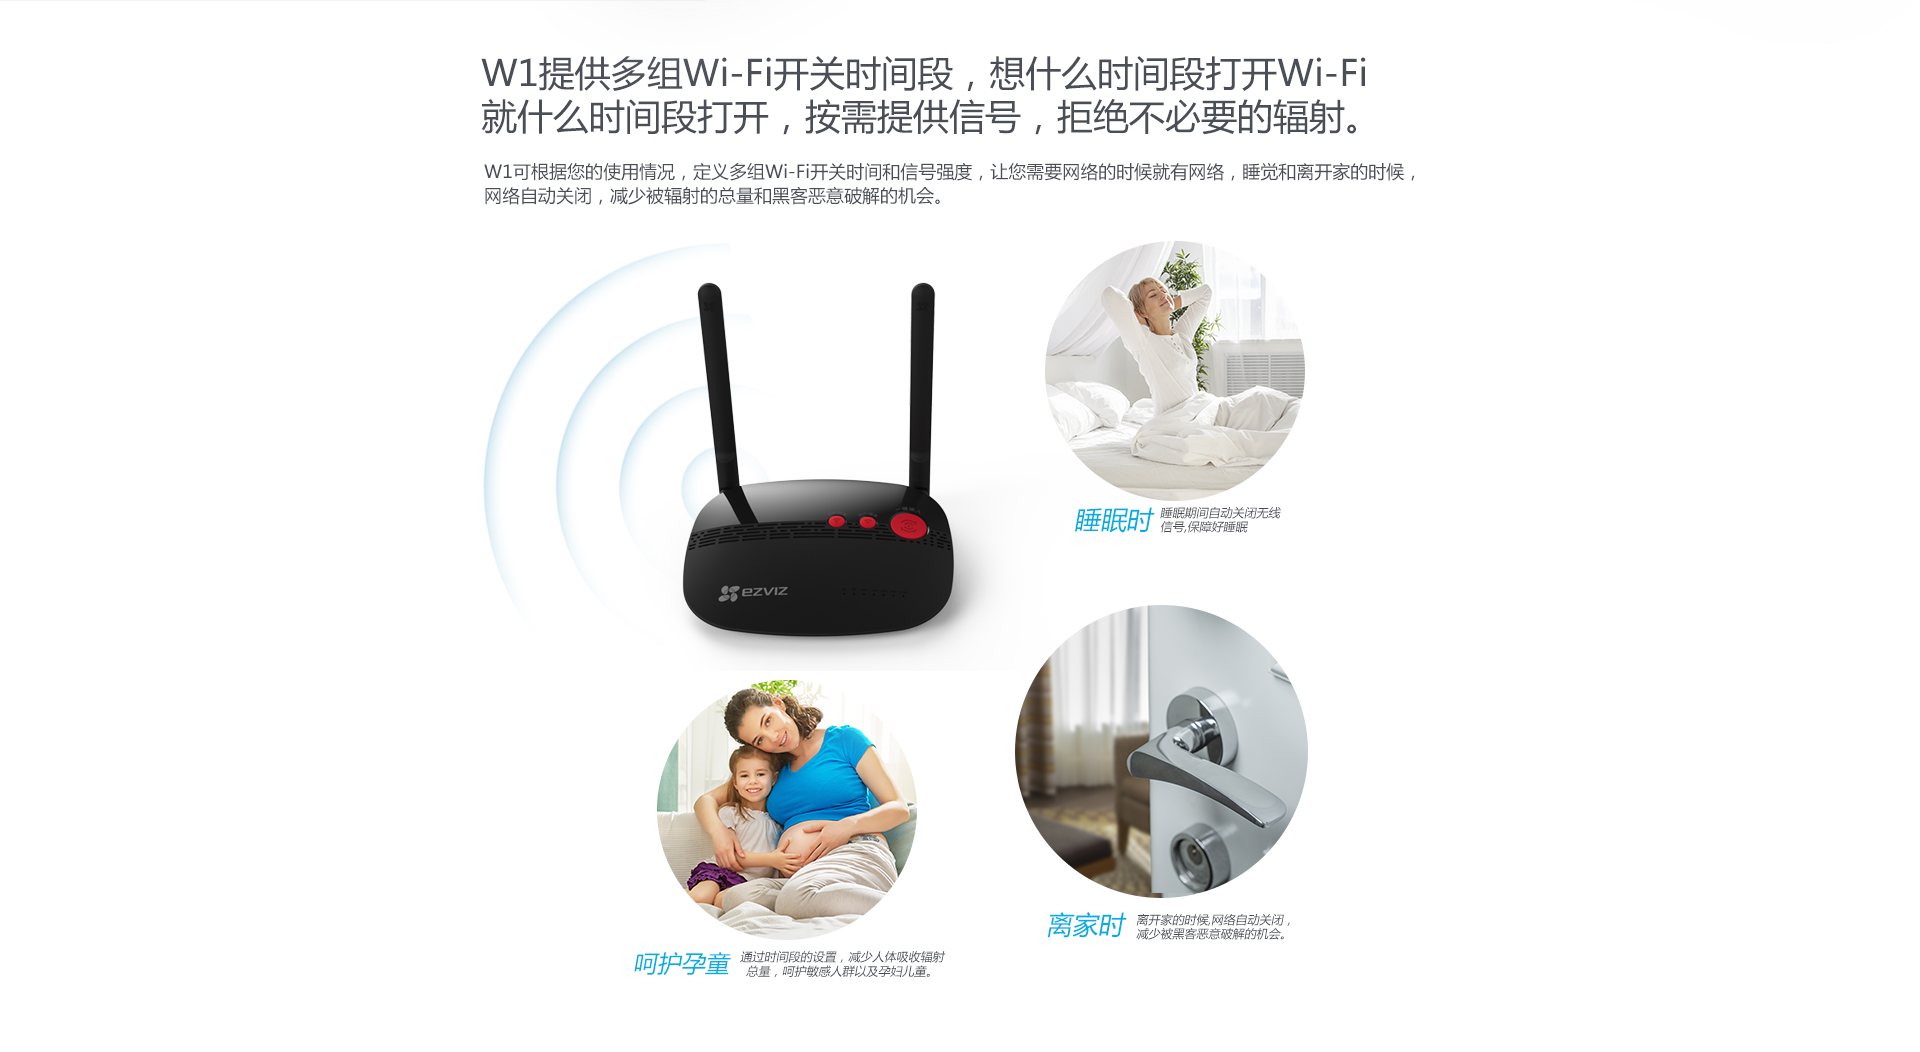 W1提供多组Wi-Fi开关时间段，想什么时间段打开Wi-Fi
就什么时间段打开，按需提供信号，拒绝不必要的辐射。
W1可根据您的使用情况，定义多组Wi-Fi开关时间和信号强度，让您需要网络的时候就有网络，睡觉和离开家的时候，
网络自动关闭，减少被辐射的总量和黑客恶意破解的机会。
ezviz
睡眠时
睡眠期间自动关闭无线
信号,保障好睡眠
离家时
离开家的时候,网络自动关闭，
减少被黑客恶意破解的机会。
呵护孕童
通过时间段的设置，减少人体吸收辐射
总量，呵护敏感人群以及孕妇儿童。